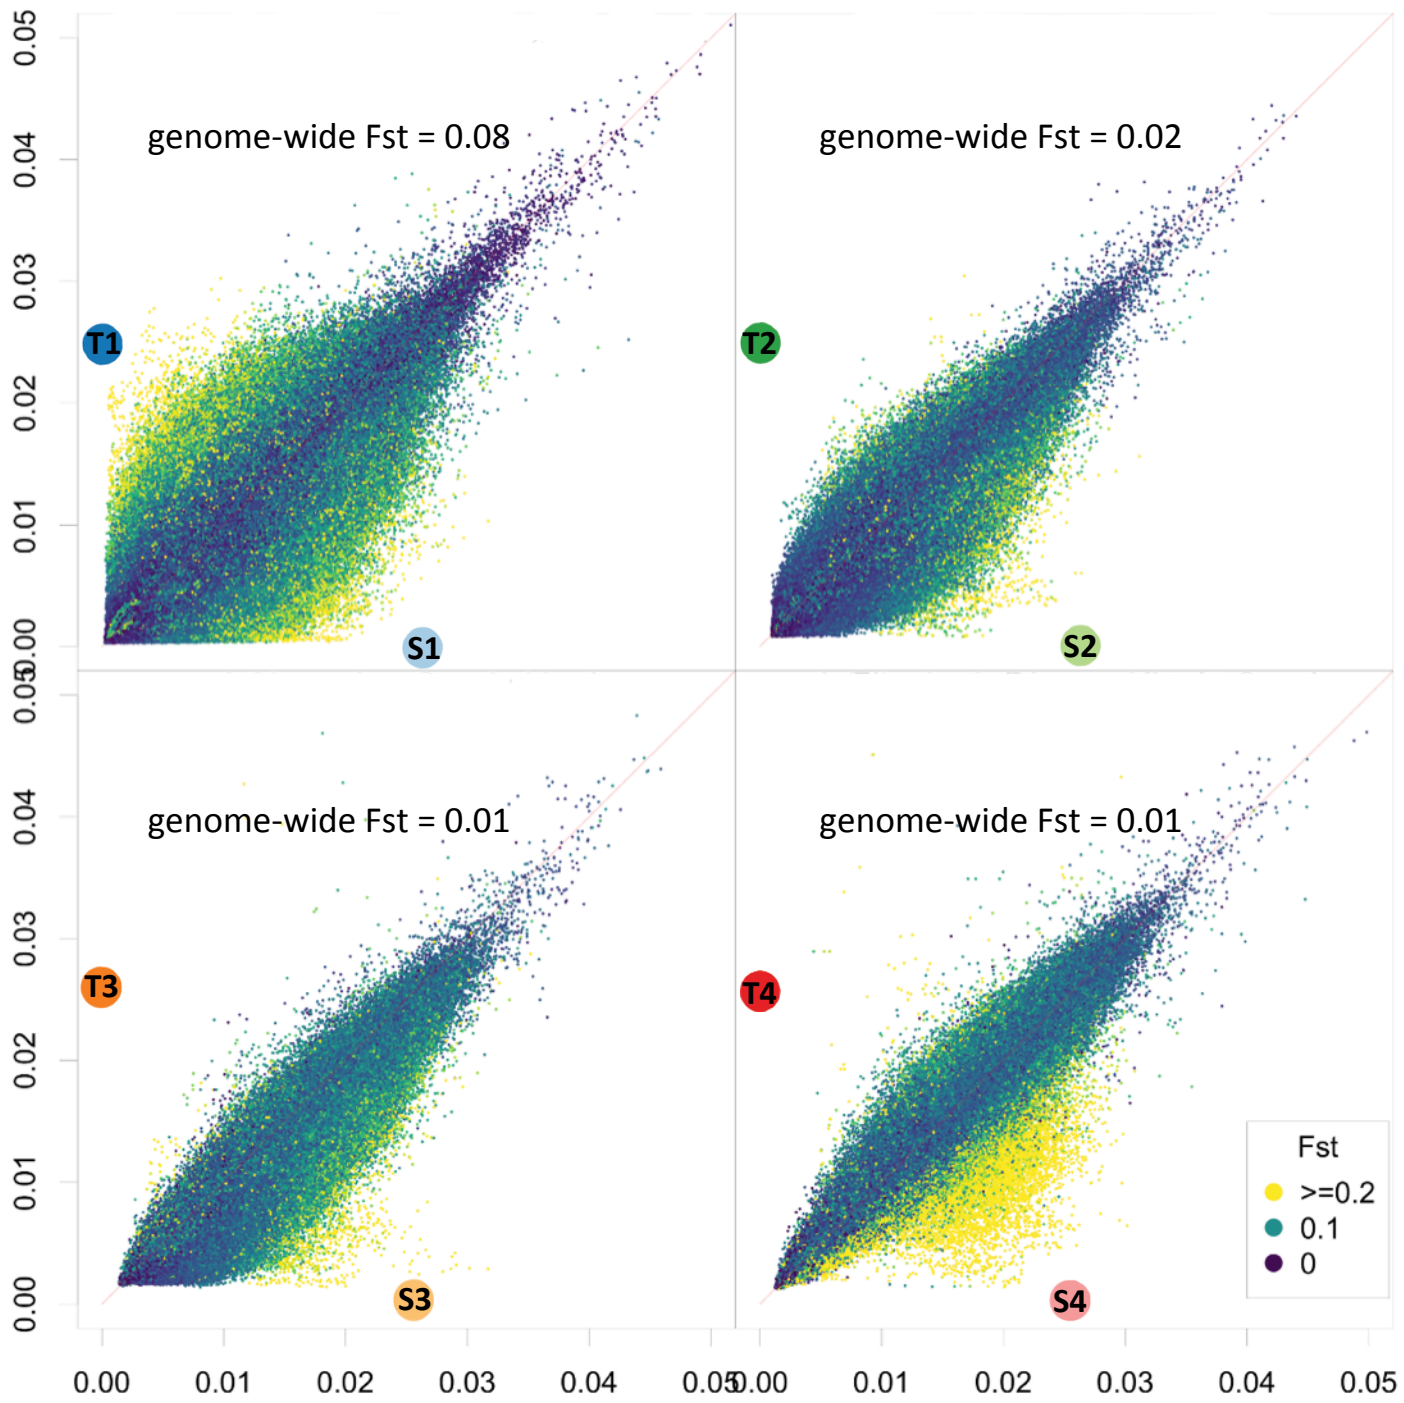 0.05
0.04
0.03
0.02
0.01
0.00
genome-wide Fst = 0.08
T1
S1
genome-wide Fst = 0.02
T2
S2
0.05
0.04
0.03
0.02
0.01
0.00
genome-wide Fst = 0.01
T3
S3
genome-wide Fst = 0.01
T4
S4
Fst
>=0.2
0.1
0
0.00 0.01 0.02 0.03 0.04 0.05
0.00 0.01 0.02 0.03 0.04 0.05